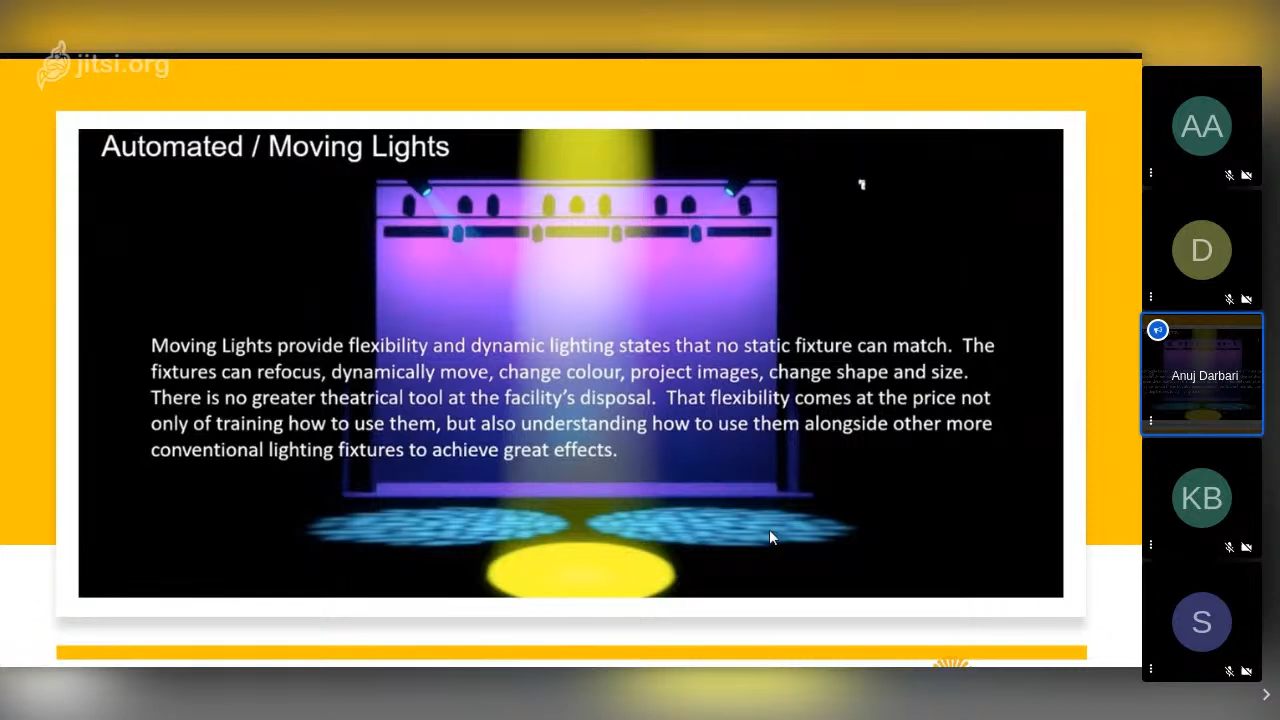 jitsi.org
Automated / Moving Lights
Moving Lights provide flexibility and dynamic lighting states that no static fixture can match.  The
fixtures can refocus, dynamically move, change colour, project images, change shape and size.
There is no greater theatrical tool at the facility's disposal.  That flexibility comes at the price not
only of training how to use them, but also understanding how to use them alongside other more
conventional lighting fixtures to achieve great effects.
AA
D
Anuj Darbari
KB
S